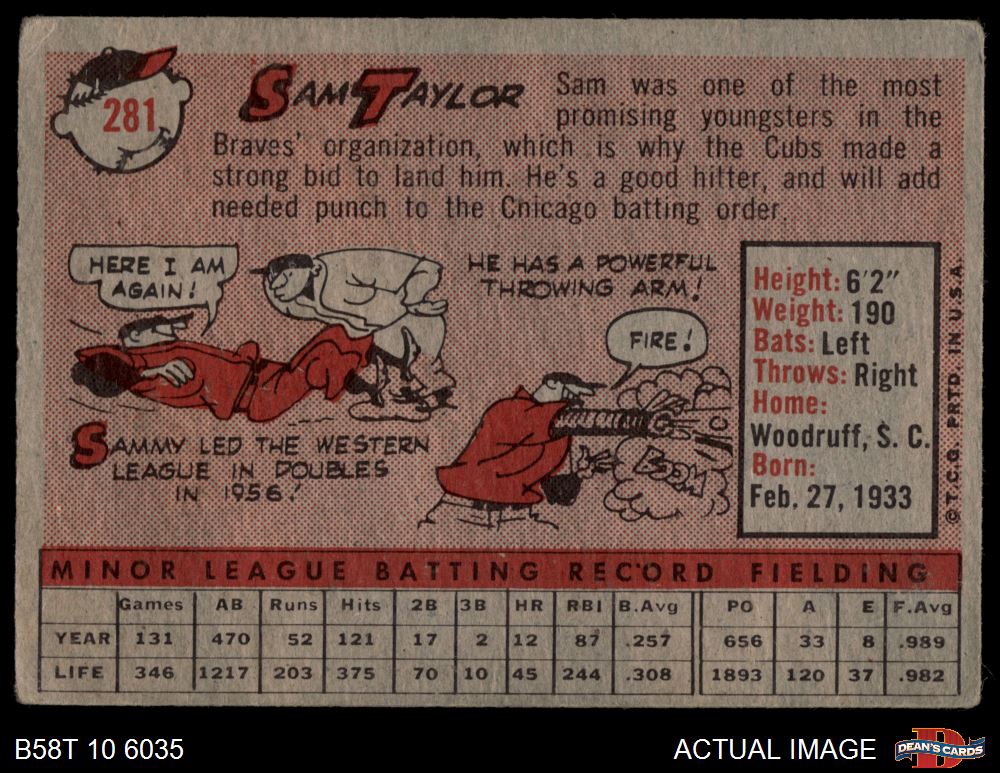 281
SAM TAYLOR
Sam was one of the most
promising youngsters in the
Braves' organization, which is why the Cubs made a
strong bid to land him. He's a good hitter, and will add
needed punch to the Chicago batting order.
HERE I AM
AGAIN!
SAMMY LED THE WESTERN
LEAGUE IN DOUBLES
IN 1956!
HE HAS A POWERFUL
THROWING ARM!
FIRE!
BOOM
Height: 6'2"
Weight: 190
Bats: Left
Throws: Right
Home:
Woodruff, S. C.
Born:
Feb. 27, 1933
© T.C.G. PRTD. IN U.S.A.
MINOR LEAGUE BATTING RECORD FIELDING
Games AB Runs Hits 2B 3B HR RBI B.Avg PO A E F.Avg
YEAR 131 470 52 121 17 2 12 87 .257 656 33 8 .989
LIFE 346 1217 203 375 70 10 45 244 .308 1893 120 37 .982
B58T 10 6035
ACTUAL IMAGE
D
DEAN'S CARDS